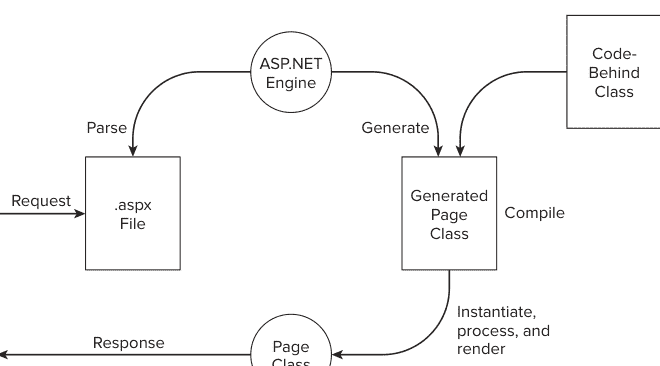 ASP.NET
Engine
Code-
Behind
Class
Parse
Generate
Request
.aspx
File
Generated
Page
Class
Compile
Instantiate,
process, and
render
Response
Page
Class